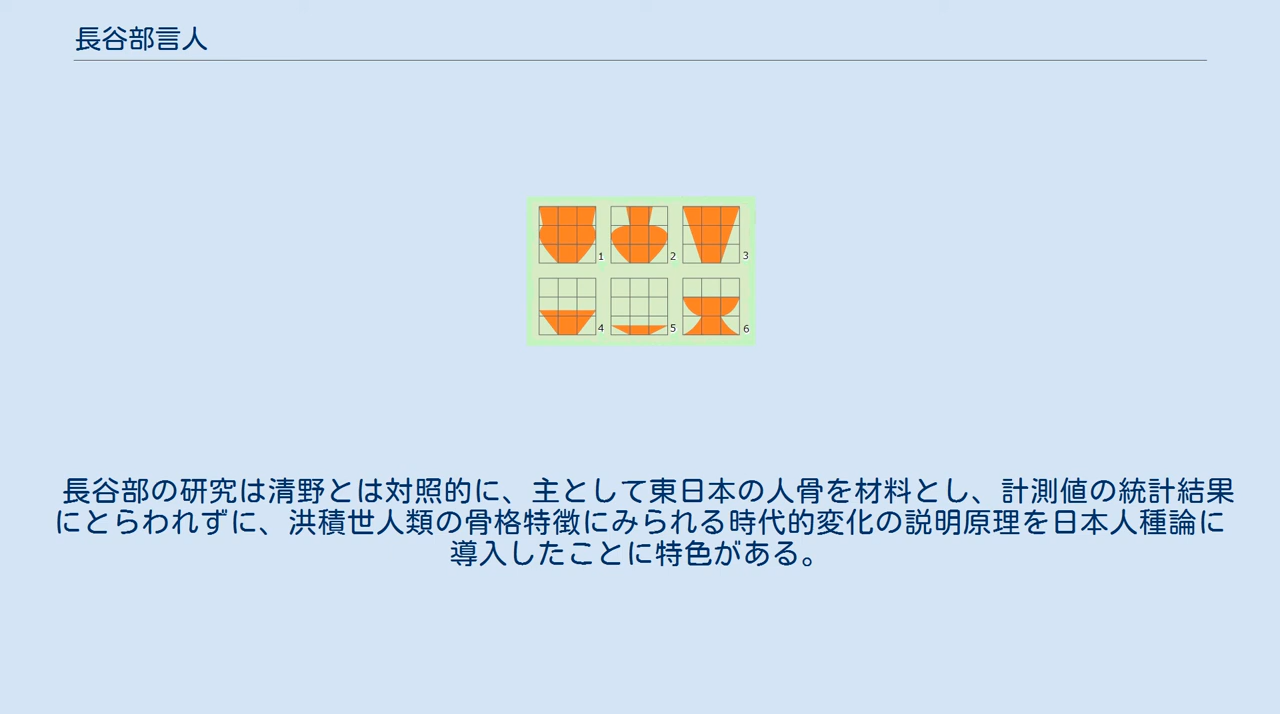 長谷部言人
1 2 3
4 5 6
長谷部の研究は清野とは対照的に、主として東日本の人骨を材料とし、計測値の統計結果
にとらわれずに、洪積世人類の骨格特徴にみられる時代的変化の説明原理を日本人種論に
導入したことに特色がある。